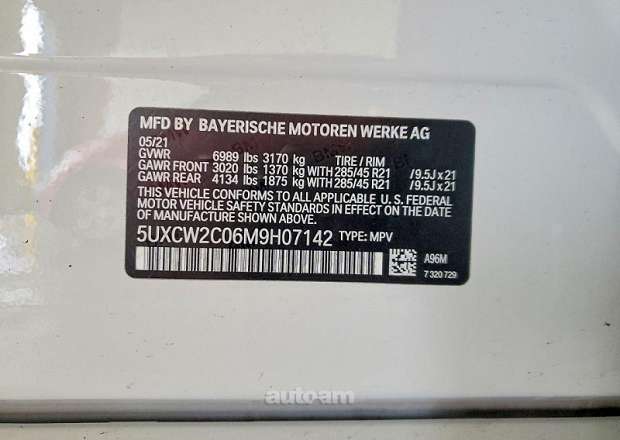 MFD BY BAYERISCHE MOTOREN WERKE AG
05/21
GVWR 6989 lbs 3170 kg TIRE / RIM
GAWR FRONT 3020 lbs 1370 kg WITH 285/45 R21 /9.5J x 21
GAWR REAR 4134 lbs 1875 kg WITH 285/45 R21 /9.5J x 21
THIS VEHICLE CONFORMS TO ALL APPLICABLE U. S. FEDERAL
MOTOR VEHICLE SAFETY STANDARDS IN EFFECT ON THE
DATE OF MANUFACTURE SHOWN ABOVE.
5UXCW2C06M9H07142 TYPE: MPV
A96M
7 320 729
auto.am